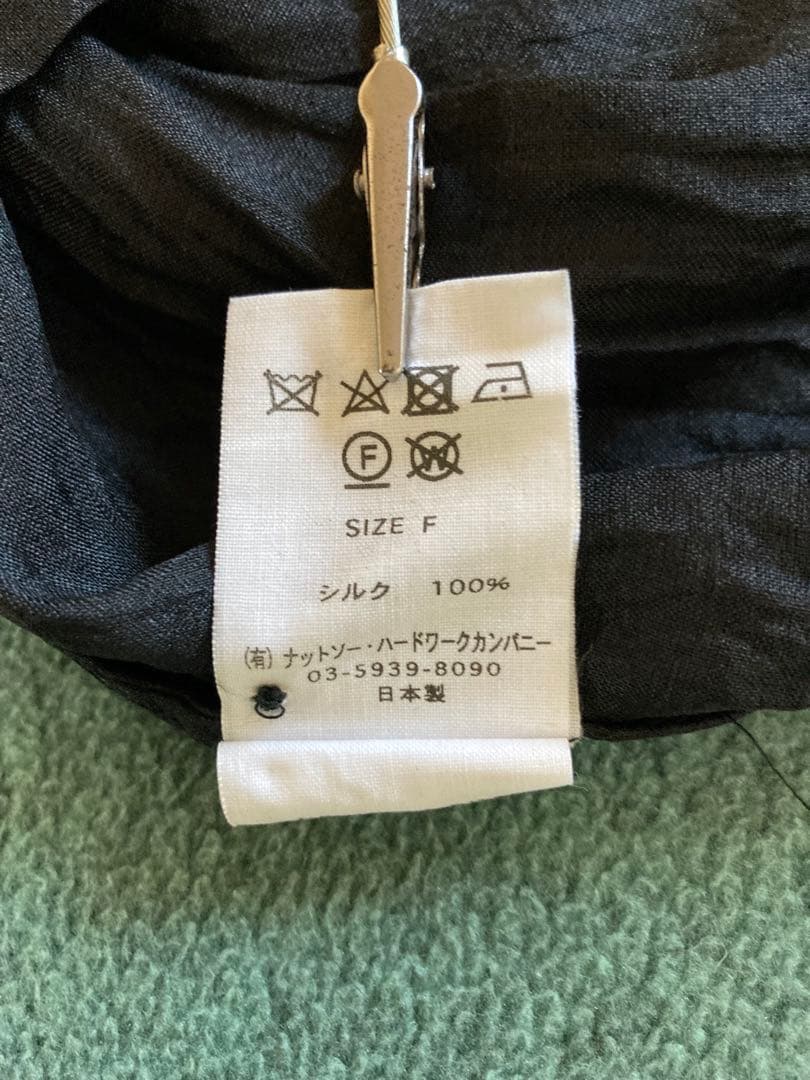 F W
SIZE F
シルク 100%
(有) ナットソー・ハードワークカンパニー
03-5939-8090
日本製